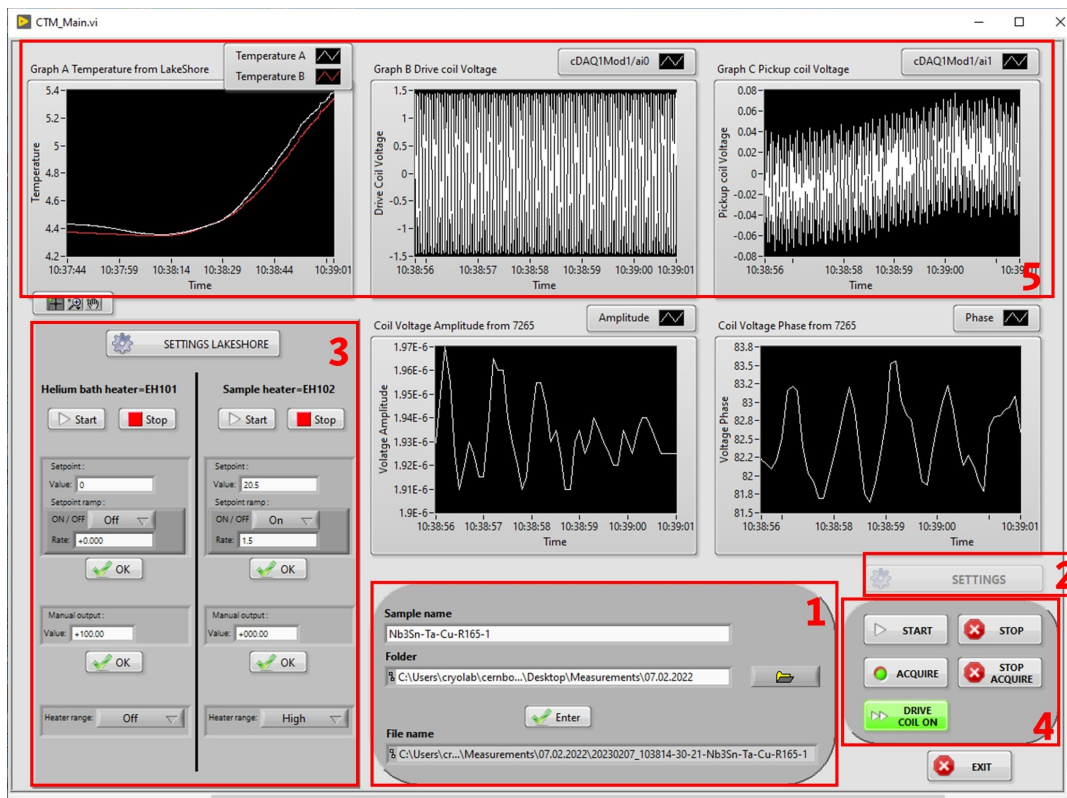 CTM_Main.vi
Graph A Temperature from LakeShore
Temperature A
Temperature B
Temperature
5.4
5.2
5
4.8
4.6
4.4
4.2
10:37:44 10:37:59 10:38:14 10:38:29 10:38:44 10:39:01
Time
Graph B Drive coil Voltage
cDAQ1Mod1/ai0
Drive Coil Voltage
1.5
1
0.5
0
-0.5
-1
-1.5
10:38:56 10:38:57 10:38:58 10:38:59 10:39:00 10:39:01
Time
Graph C Pickup coil Voltage
cDAQ1Mod1/ai1
Pickup coil Voltage
0.08
0.06
0.04
0.02
0
-0.02
-0.04
-0.06
-0.08
10:38:56 10:38:58 10:38:59 10:39:00 10:39:01
Time
5
SETTINGS LAKESHORE
3
Helium bath heater=EH101
Start Stop
Setpoint :
Value: 0
Setpoint ramp :
ON / OFF Off
Rate: +0.000
OK
Manual output :
Value: +100.00
OK
Heater range: Off
Sample heater=EH102
Start Stop
Setpoint :
Value: 20.5
Setpoint ramp :
ON / OFF On
Rate: 1.5
OK
Manual output :
Value: +000.00
OK
Heater range: High
Coil Voltage Amplitude from 7265
Amplitude
Volatge Amplitude
1.97E-6
1.96E-6
1.95E-6
1.94E-6
1.93E-6
1.92E-6
1.91E-6
1.9E-6
10:38:56 10:38:57 10:38:58 10:38:59 10:39:00 10:39:01
Time
Coil Voltage Phase from 7265
Phase
Voltage Phase
83.8
83.5
83.2
83
82.8
82.5
82.2
82
81.8
81.5
10:38:56 10:38:58 10:38:59 10:39:00 10:39:01
Time
1
Sample name
Nb3Sn-Ta-Cu-R165-1
Folder
C:\Users\cryolab\cernbo...\Desktop\Measurements\07.02.2022
Enter
File name
C:\Users\cr...\Measurements\07.02.2022\20230207_103814-30-21-Nb3Sn-Ta-Cu-R165-1
SETTINGS
2
START STOP
ACQUIRE STOP ACQUIRE
DRIVE COIL ON
4
EXIT